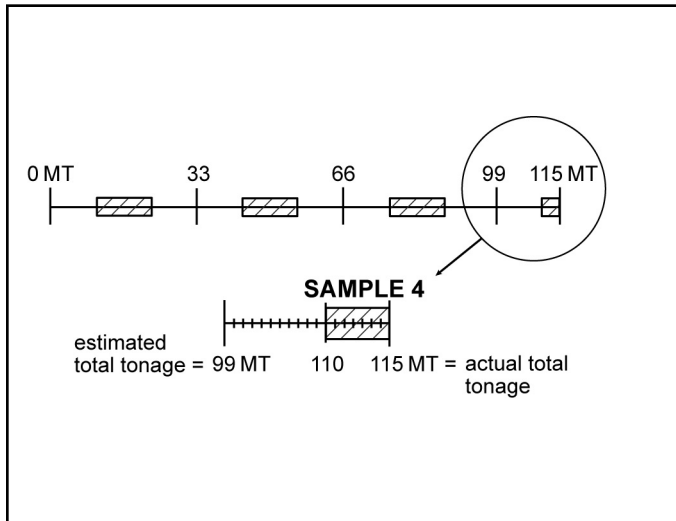 0 MT 33 66 99 115 MT
SAMPLE 4
estimated
total tonage = 99 MT 110 115 MT = actual total
tonage